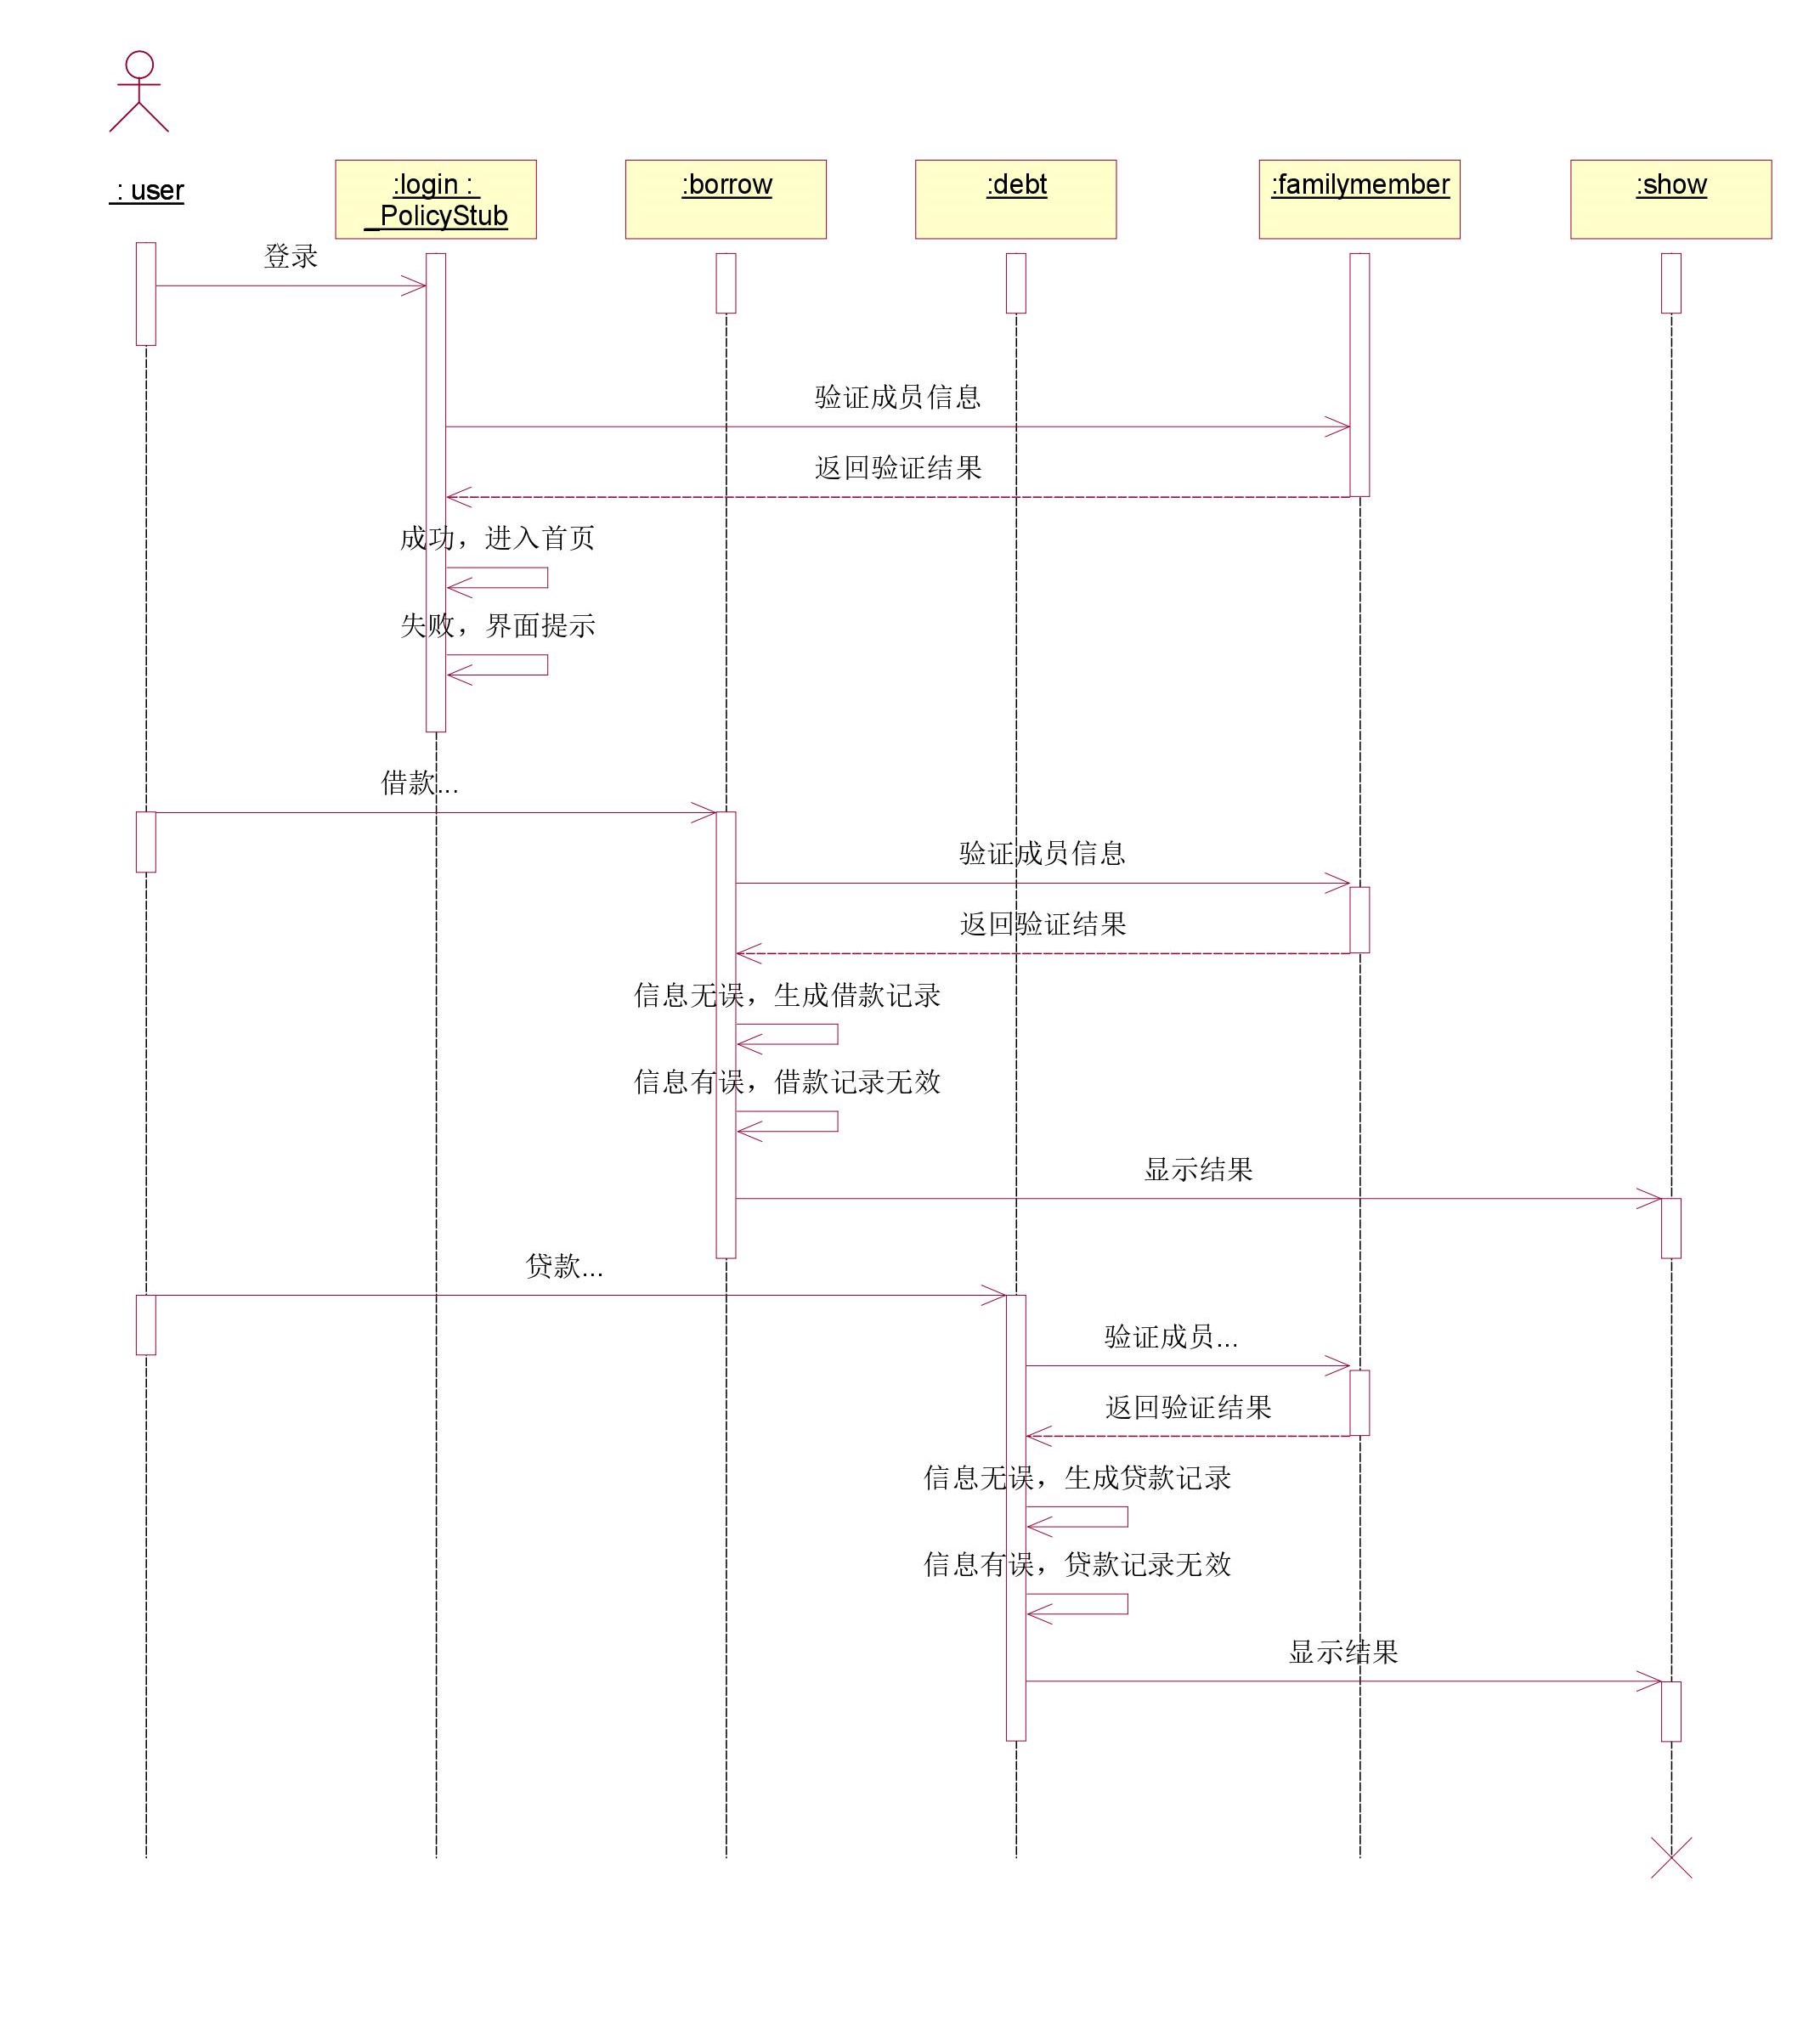 : user
:login :
_PolicyStub
:borrow
:debt
:familymember
:show
登录
验证成员信息
返回验证结果
成功，进入首页
失败，界面提示
借款...
验证成员信息
返回验证结果
信息无误，生成借款记录
信息有误，借款记录无效
显示结果
贷款...
验证成员...
返回验证结果
信息无误，生成贷款记录
信息有误，贷款记录无效
显示结果